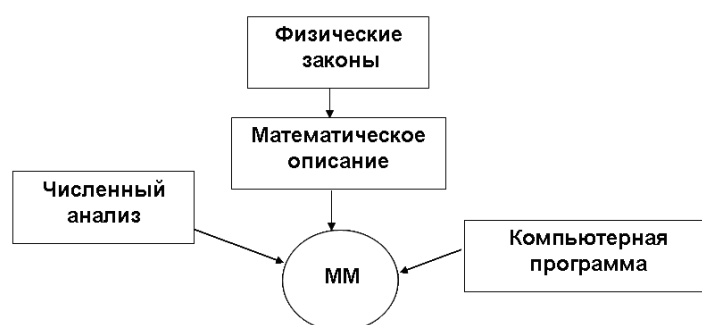 Физические
законы
Математическое
описание
Численный
анализ
Компьютерная
программа
ММ